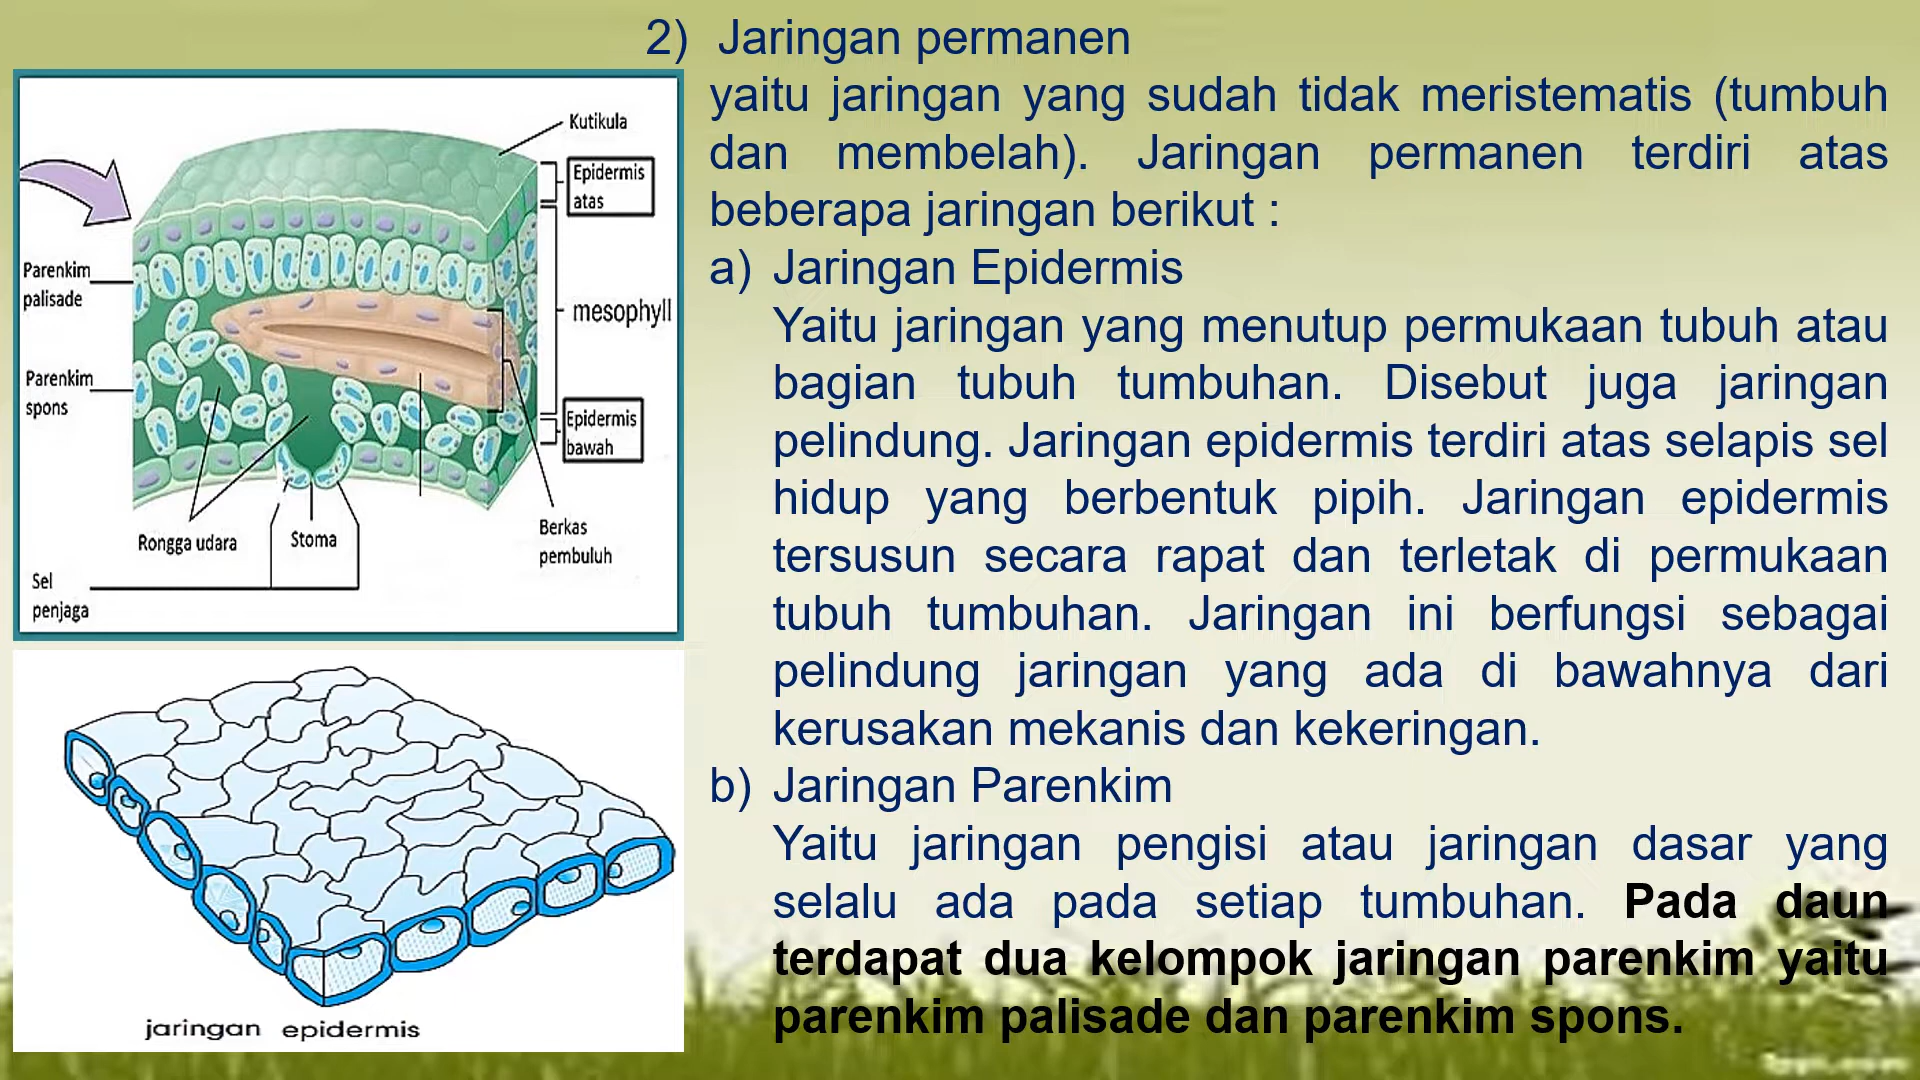 2) Jaringan permanen
yaitu jaringan yang sudah tidak meristematis (tumbuh
dan membelah). Jaringan permanen terdiri atas
beberapa jaringan berikut :
a) Jaringan Epidermis
Yaitu jaringan yang menutup permukaan tubuh atau
bagian tubuh tumbuhan. Disebut juga jaringan
pelindung. Jaringan epidermis terdiri atas selapis sel
hidup yang berbentuk pipih. Jaringan epidermis
tersusun secara rapat dan terletak di permukaan
tubuh tumbuhan. Jaringan ini berfungsi sebagai
pelindung jaringan yang ada di bawahnya dari
kerusakan mekanis dan kekeringan.
b) Jaringan Parenkim
Yaitu jaringan pengisi atau jaringan dasar yang
selalu ada pada setiap tumbuhan. Pada daun
terdapat dua kelompok jaringan parenkim yaitu
parenkim palisade dan parenkim spons.
Kutikula
Epidermis
atas
Parenkim
palisade
mesophyll
Parenkim
spons
Epidermis
bawah
Rongga udara
Stoma
Berkas
pembuluh
Sel
penjaga
jaringan epidermis